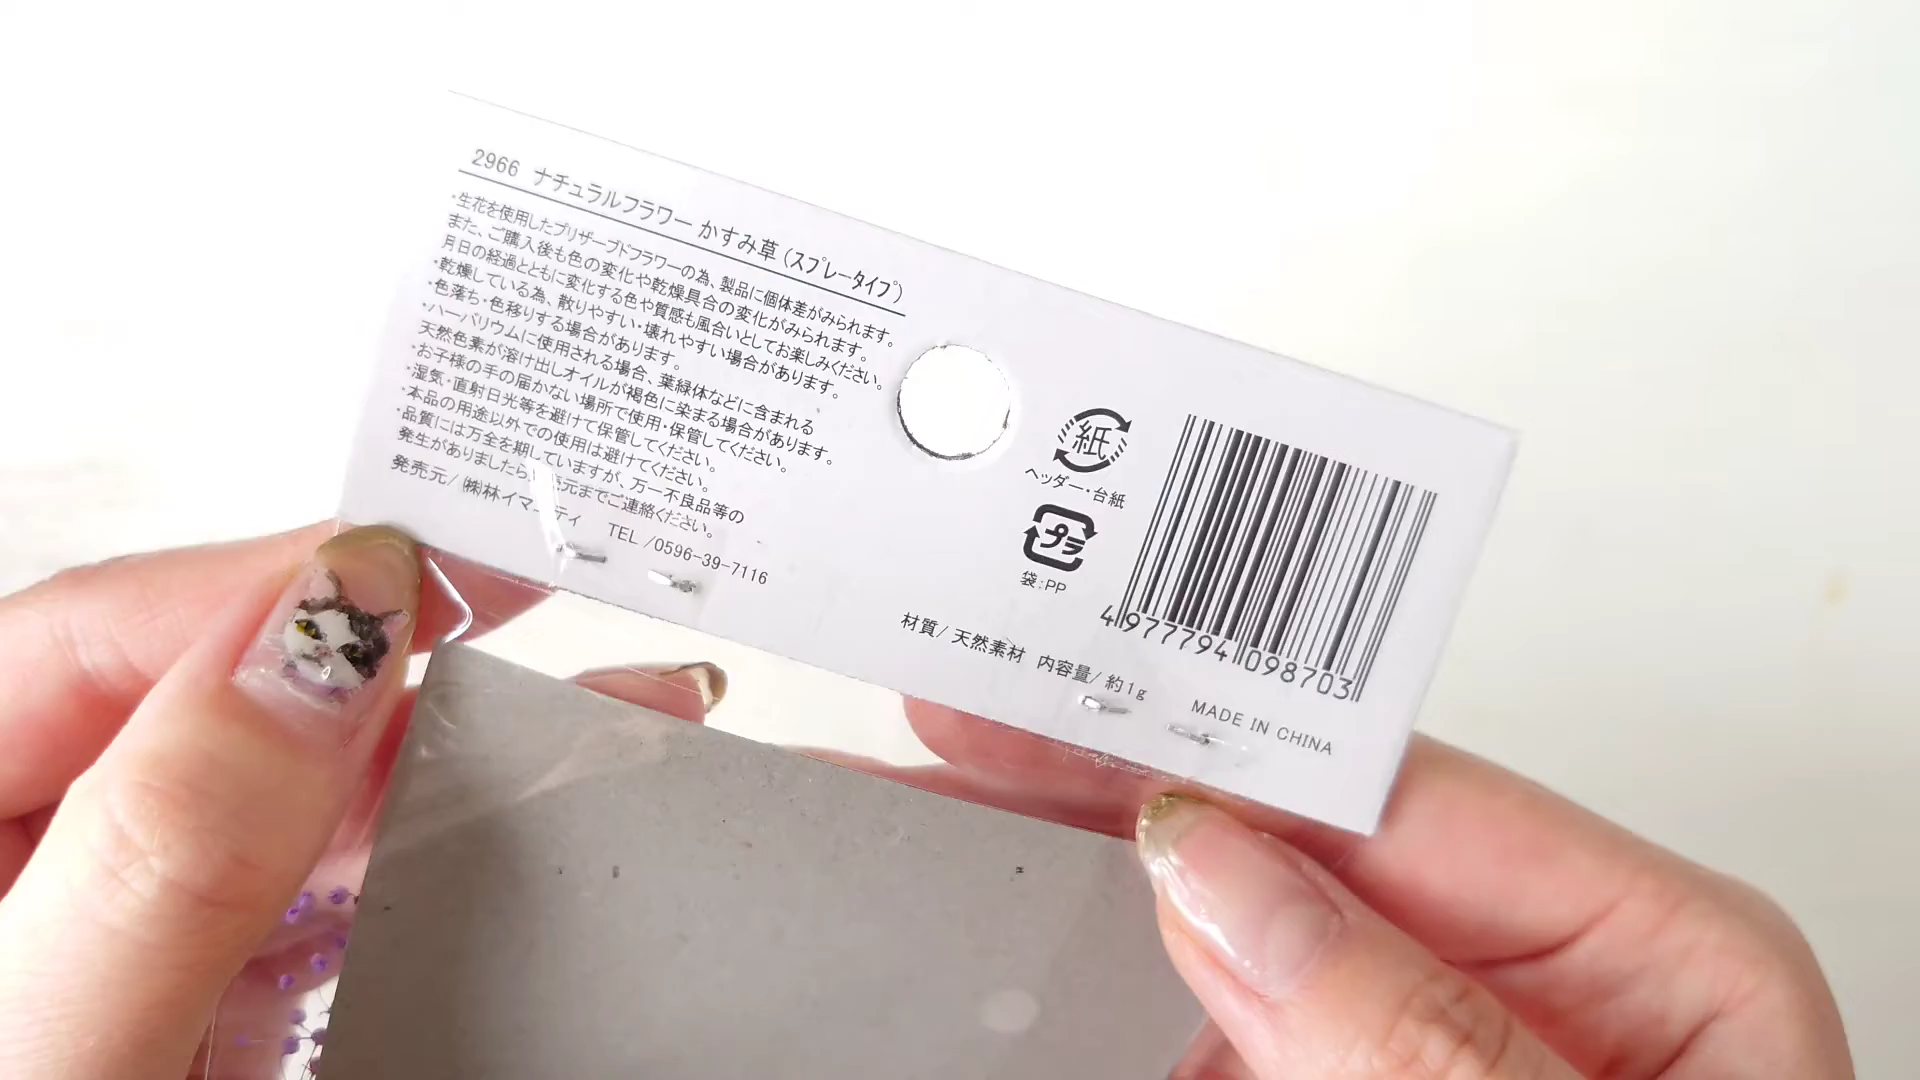 2966 ナチュラルフラワー かすみ草 (スプレータイプ)
・生花を使用したプリザーブドフラワーの為、製品に個体差がみられます。
また、ご購入後も色の変化や乾燥具合の変化がみられます。
月日の経過とともに変化する色や質感も風合いとしてお楽しみください。
・乾燥している為、散りやすい・壊れやすい場合があります。
・色落ち・色移りする場合があります。
・ハーバリウムに使用される場合、葉緑体などに含まれる
天然色素が溶け出しオイルが褐色に染まる場合があります。
・お子様の手の届かない場所で使用・保管してください。
・湿気・直射日光等を避けて保管してください。
・本品の用途以外での使用は避けてください。
・品質には万全を期していますが、万一不良品等の
発生がありましたら、 売元までご連絡ください。
発売元/ ㈱林イマ ティ TEL /0596-39-7116
紙
ヘッダー・台紙
プラ
袋:PP
4977794 098703
材質/ 天然素材 内容量/ 約1g
MADE IN CHINA